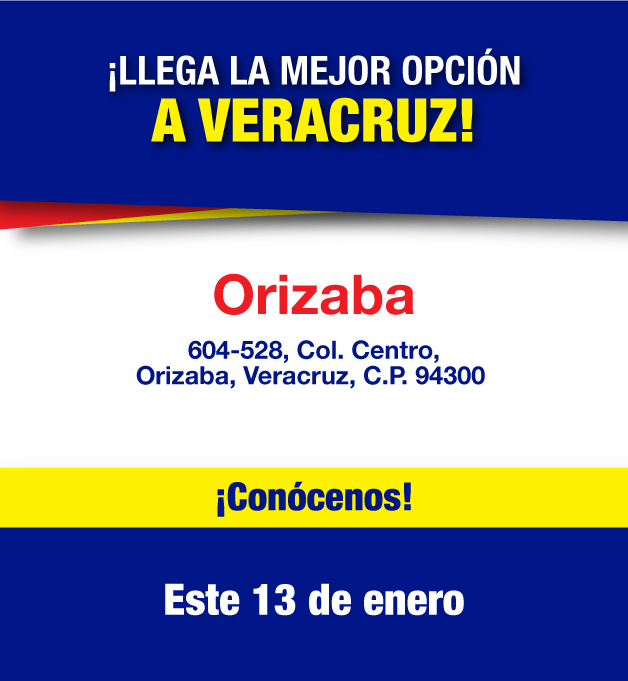 ¡LLEGA LA MEJOR OPCIÓN
A VERACRUZ!
Orizaba
604-528, Col. Centro,
Orizaba, Veracruz, C.P. 94300
¡Conócenos!
Este 13 de enero